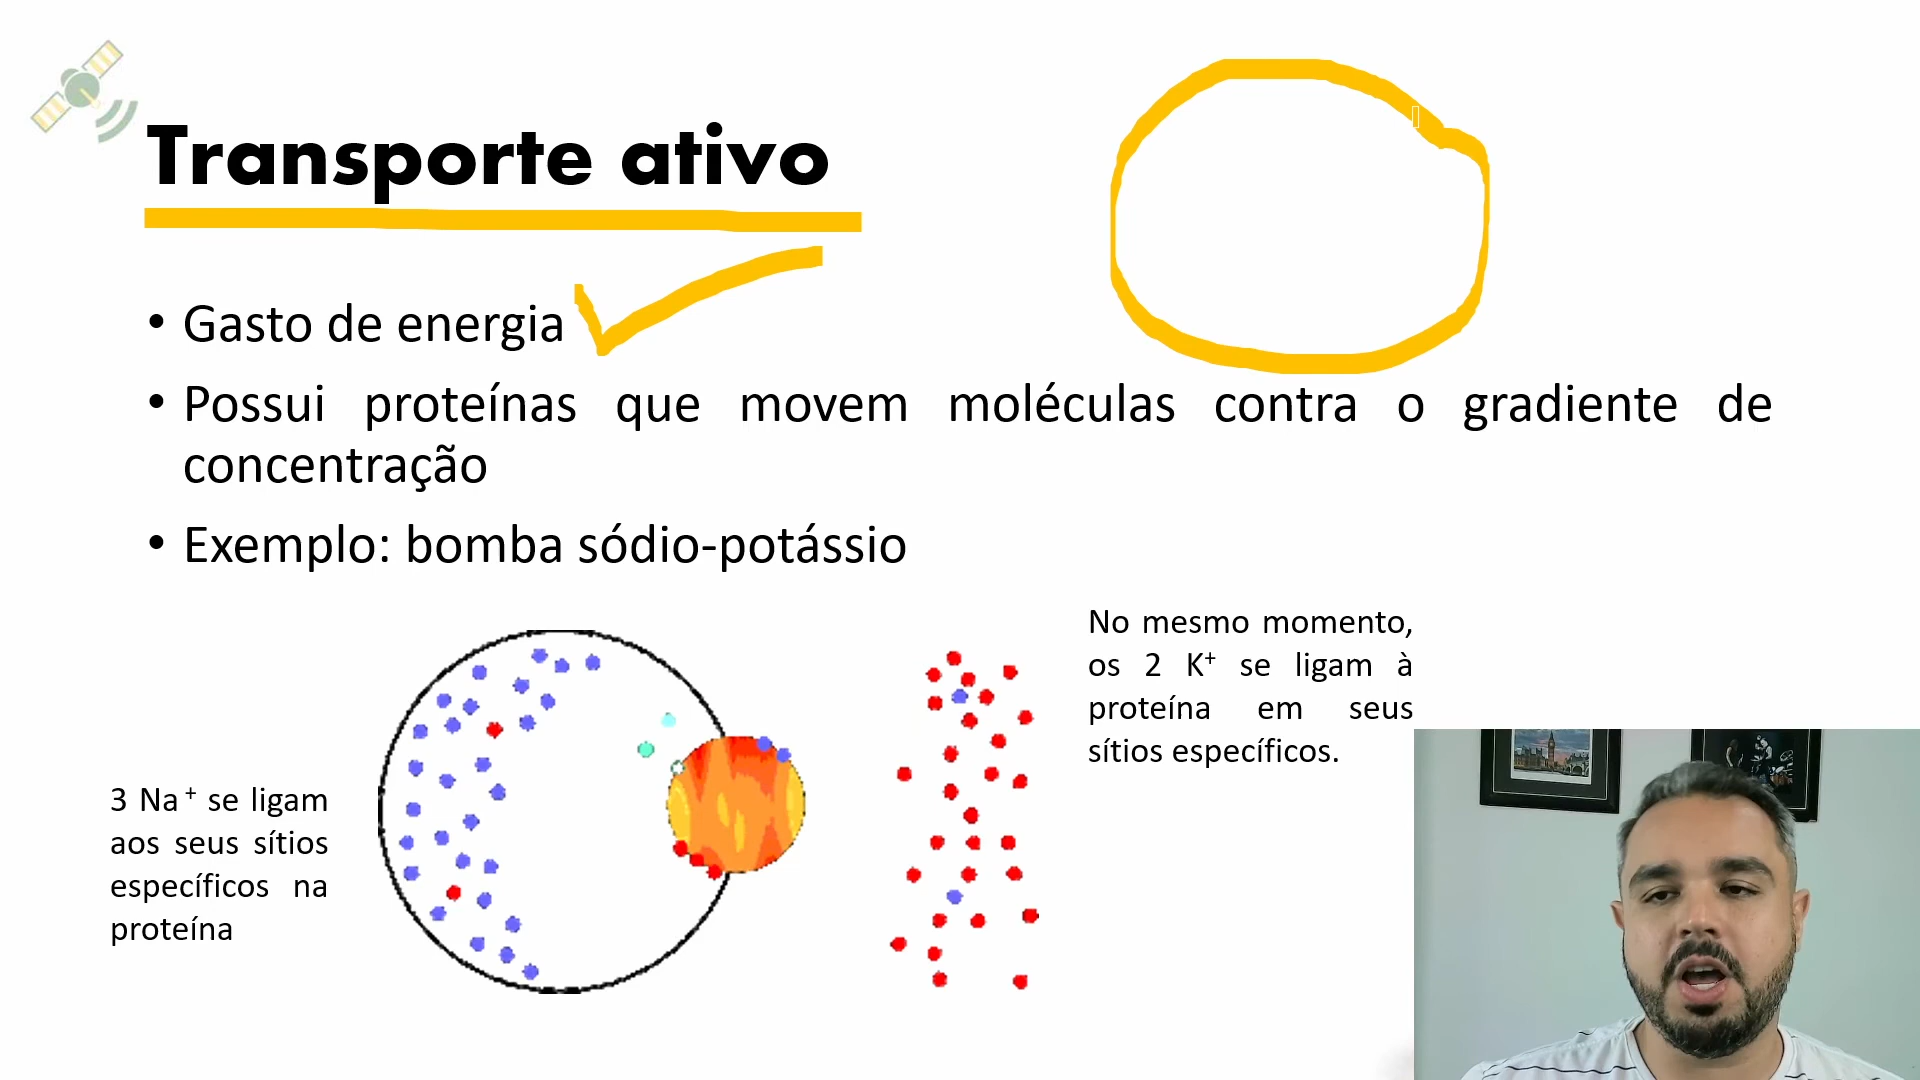 Transporte ativo
• Gasto de energia
• Possui proteínas que movem moléculas contra o gradiente de
concentração
• Exemplo: bomba sódio-potássio
No mesmo momento,
os 2 K⁺ se ligam à
proteína em seus
sítios específicos.
3 Na⁺ se ligam
aos seus sítios
específicos na
proteína